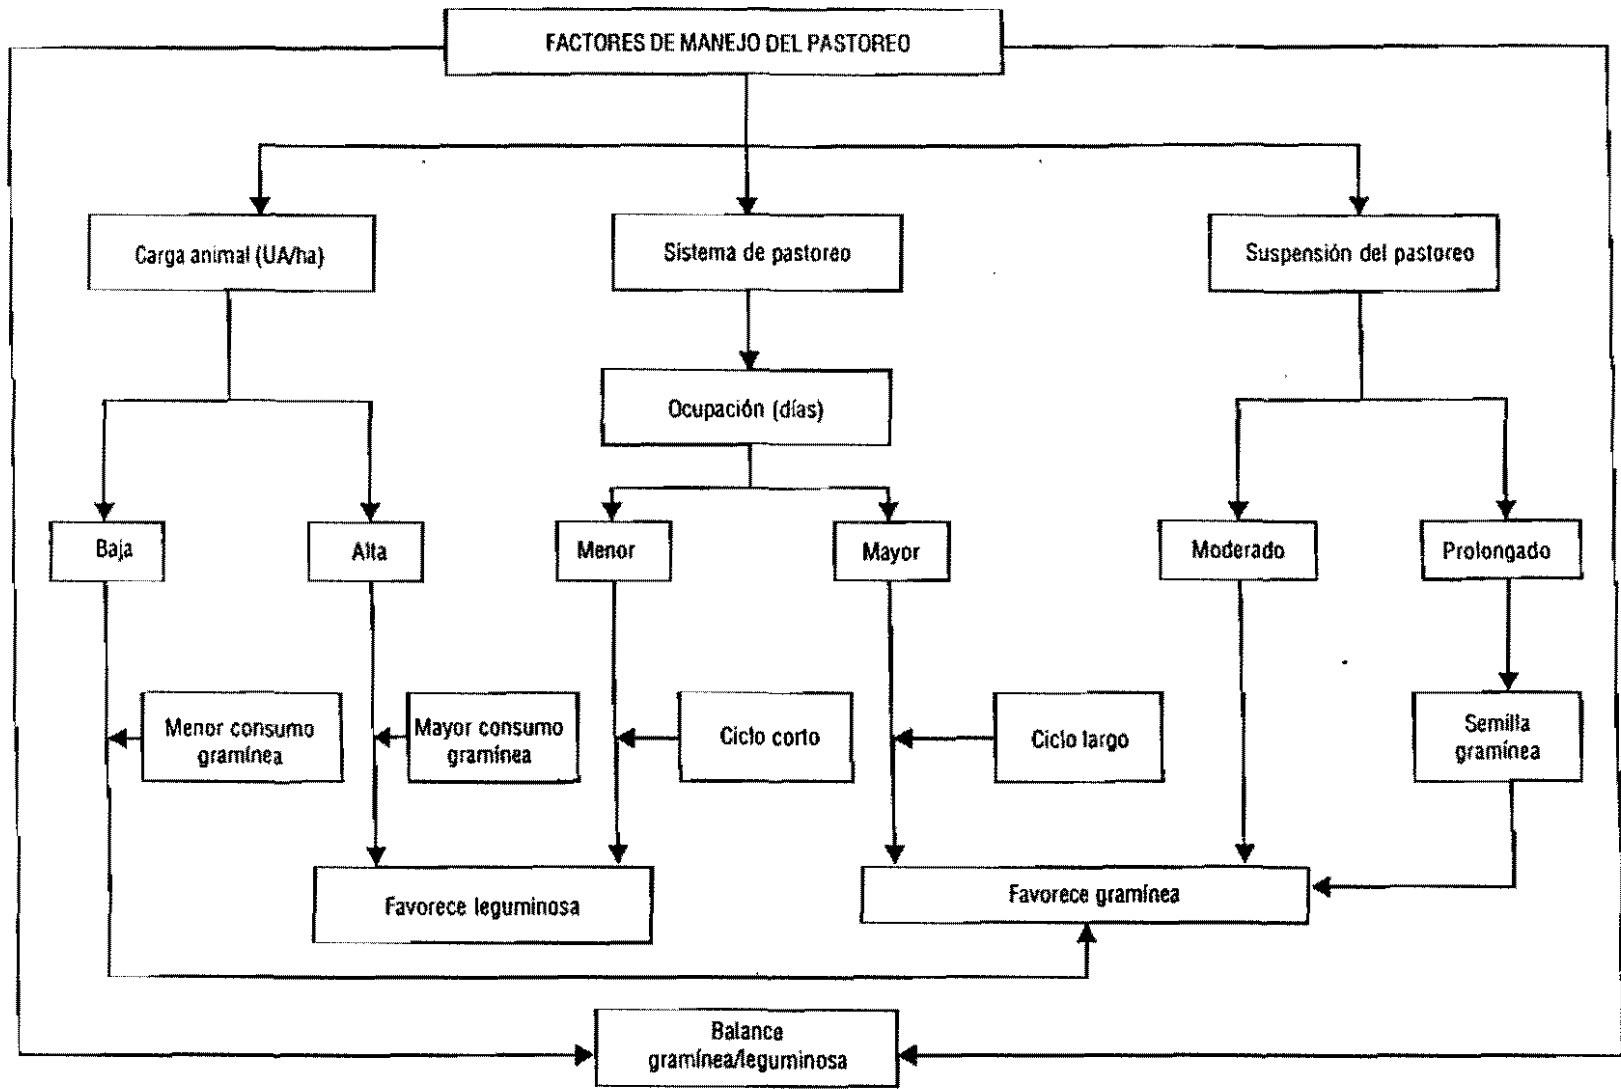 FACTORES DE MANEJO DEL PASTOREO
Carga animal (UA/ha)
Sistema de pastoreo
Suspensión del pastoreo
Ocupación (días)
Baja
Alta
Menor
Mayor
Moderado
Prolongado
Menor consumo
gramínea
Mayor consumo
gramínea
Ciclo corto
Ciclo largo
Semilla
gramínea
Favorece leguminosa
Favorece gramínea
Balance
gramínea/leguminosa